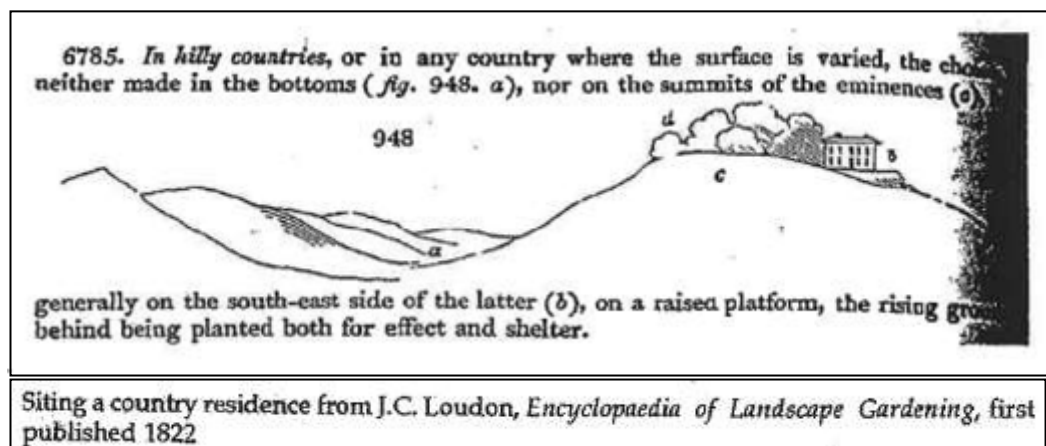 6785. In hilly countries, or in any country where the surface is varied, the
neither made in the bottoms (fig. 948. a), nor on the summits of the eminences (c),
948
d
b
c
a
generally on the south-east side of the latter (b), on a raised platform, the rising
behind being planted both for effect and shelter.
Siting a country residence from J.C. Loudon, Encyclopaedia of Landscape Gardening, first
published 1822